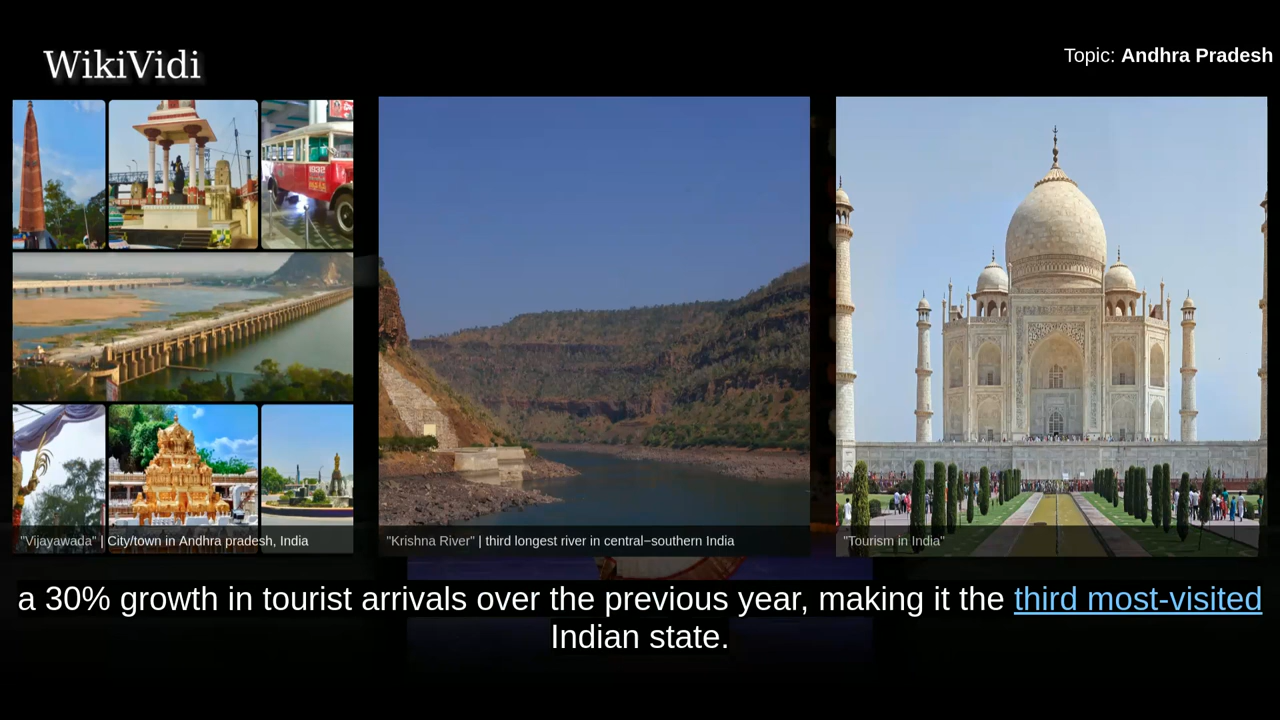 WikiVidi
Topic: Andhra Pradesh
1932
"Vijayawada" | City/town in Andhra pradesh, India
"Krishna River" | third longest river in central−southern India
"Tourism in India"
a 30% growth in tourist arrivals over the previous year, making it the third most-visited
Indian state.